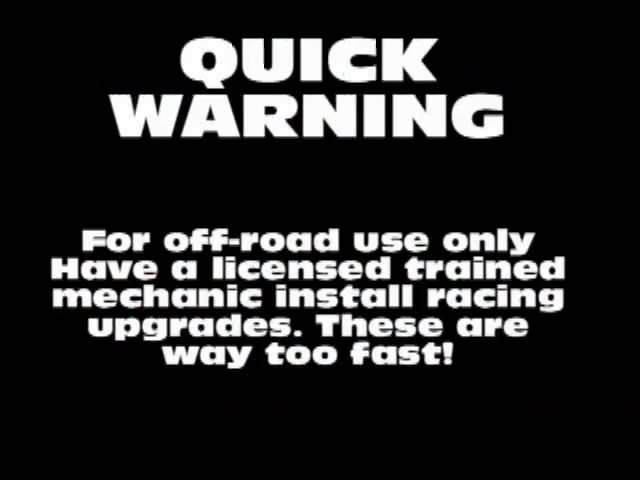 QUICK
WARNING
For off-road use only
Have a licensed trained
mechanic install racing
upgrades. These are
way too fast!